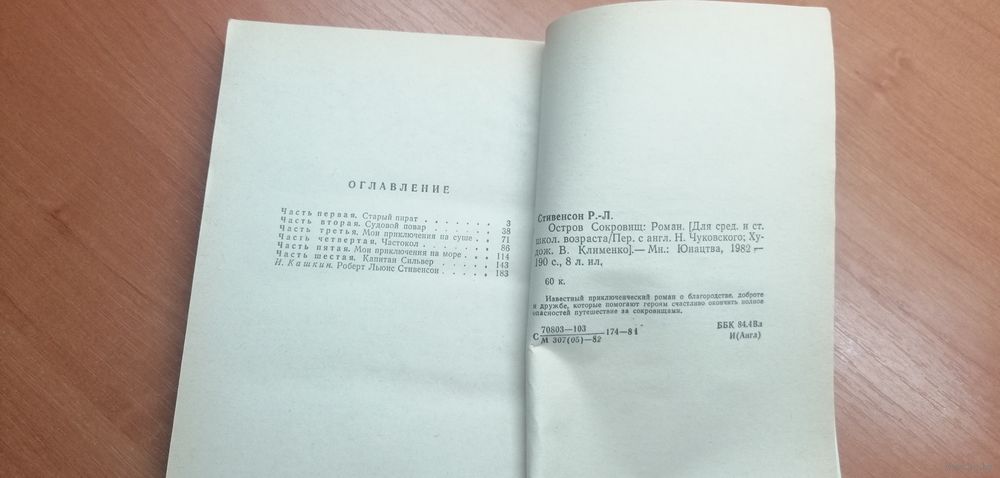 ОГЛАВЛЕНИЕ
Часть первая. Старый пират . . . . . . . 3
Часть вторая. Судовой повар . . . . . . 38
Часть третья. Мои приключения на суше . 71
Часть четвертая. Частокол . . . . . . 86
Часть пятая. Мои приключения на море . . . 114
Часть шестая. Капитан Сильвер . . . . . 143
И. Кашкин. Роберт Льюис Стивенсон . . . . . 183
Стивенсон Р.-Л.
Остров Сокровищ: Роман. [Для сред. и ст.
школ. возраста/Пер. с англ. Н. Чуковского; Ху-
дож. В. Клименко].— Мн.: Юнацтва, 1982 —
190 с., 8 л. ил,
60 к.
Известный приключенческий роман о благородстве, доброте
и дружбе, которые помогают героям счастливо окончить полное
опасностей путешествие за сокровищами.
С 70803—103
М 307(05)—82 174—81
ББК 84.4Вл
И(Англ)